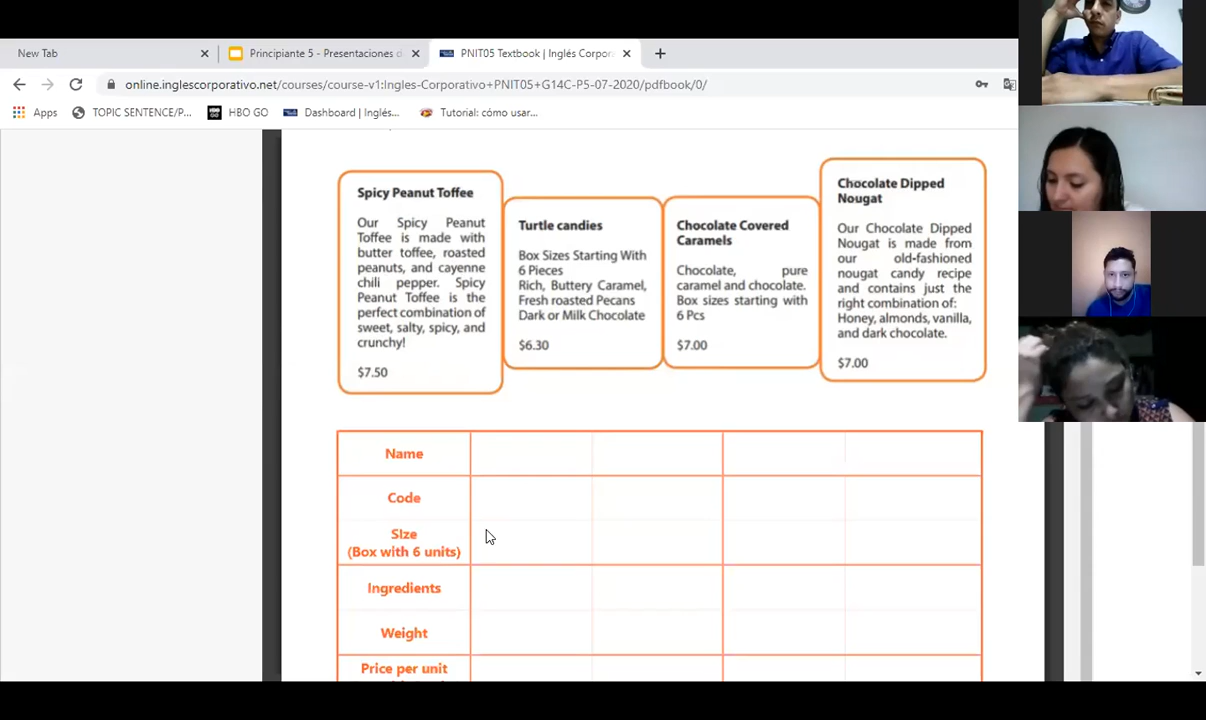 New Tab
Principiante 5 - Presentaciones d
PNIT05 Textbook | Inglés Corpor
online.inglescorporativo.net/courses/course-v1:Ingles-Corporativo+PNIT05+G14C-P5-07-2020/pdfbook/0/
Apps
TOPIC SENTENCE/P...
HBO GO
Dashboard | Inglés...
Tutorial: cómo usar...
Spicy Peanut Toffee
Our Spicy Peanut
Toffee is made with
butter toffee, roasted
peanuts, and cayenne
chili pepper. Spicy
Peanut Toffee is the
perfect combination of
sweet, salty, spicy, and
crunchy!
$7.50
Turtle candies
Box Sizes Starting With
6 Pieces
Rich, Buttery Caramel,
Fresh roasted Pecans
Dark or Milk Chocolate
$6.30
Chocolate Covered
Caramels
Chocolate, pure
caramel and chocolate.
Box sizes starting with
6 Pcs
$7.00
Chocolate Dipped
Nougat
Our Chocolate Dipped
Nougat is made from
our old-fashioned
nougat candy recipe
and contains just the
right combination of:
Honey, almonds, vanilla,
and dark chocolate.
$7.00
Name
Code
SIze
(Box with 6 units)
Ingredients
Weight
Price per unit